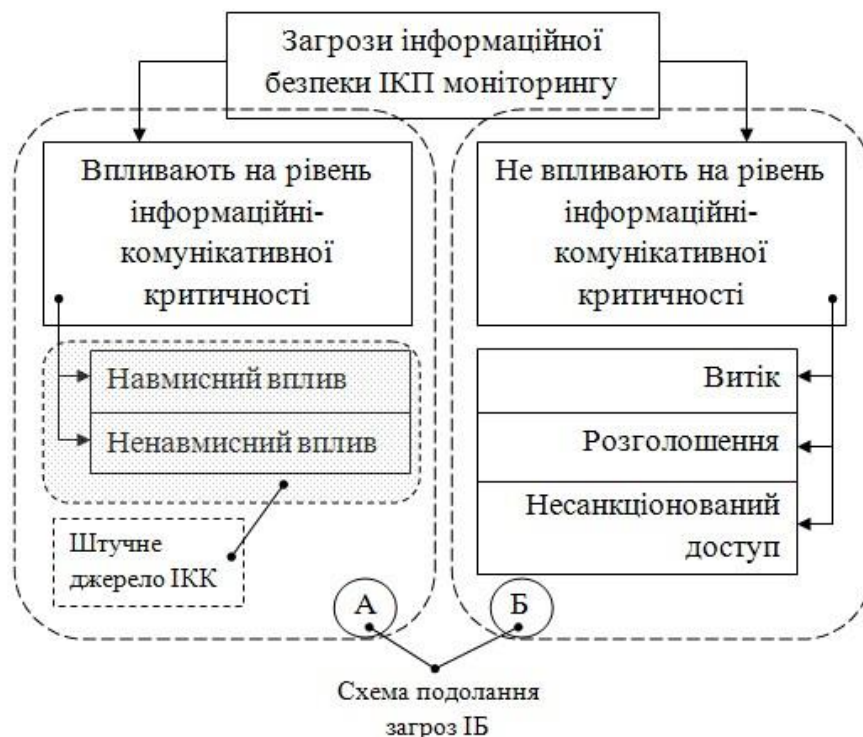 Загрози інформаційної
безпеки ІКП моніторингу
Впливають на рівень
інформаційні-
комунікативної
критичності
Навмисний вплив
Ненавмисний вплив
Штучне
джерело ІКК
А
Не впливають на рівень
інформаційні-
комунікативної
критичності
Витік
Розголошення
Несанкціонований
доступ
Б
Схема подолання
загроз ІБ